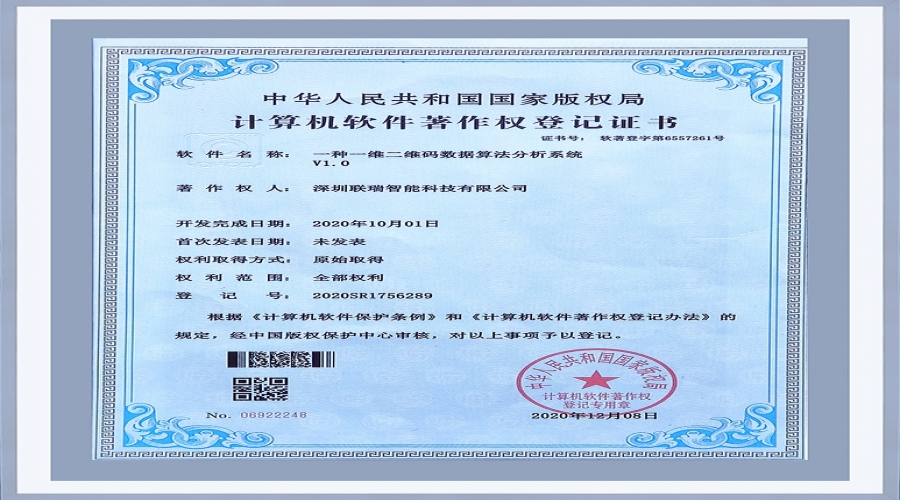 中华人民共和国国家版权局
计算机软件著作权登记证书
证书号： 软著登字第6557261号
软件名称： 一种一维二维码数据算法分析系统
V1.0
著作权人： 深圳联瑞智能科技有限公司
开发完成日期： 2020年10月01日
首次发表日期： 未发表
权利取得方式： 原始取得
权利范围： 全部权利
登记号： 2020SR1756289
根据《计算机软件保护条例》和《计算机软件著作权登记办法》的
规定，经中国版权保护中心审核，对以上事项予以登记。
中华人民共和国国家版权局
计算机软件著作权
登记专用章
No. 06922248
2020年12月08日